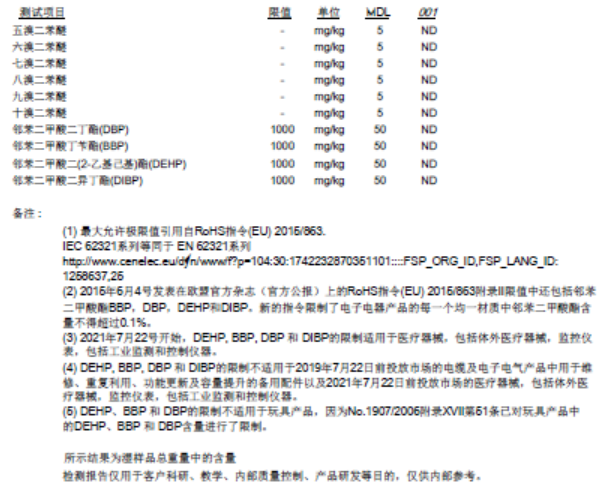 测试项目 限值 单位 MDL 001
五溴二苯醚 - mg/kg 5 ND
六溴二苯醚 - mg/kg 5 ND
七溴二苯醚 - mg/kg 5 ND
八溴二苯醚 - mg/kg 5 ND
九溴二苯醚 - mg/kg 5 ND
十溴二苯醚 - mg/kg 5 ND
邻苯二甲酸二丁酯(DBP) 1000 mg/kg 50 ND
邻苯二甲酸丁苄酯(BBP) 1000 mg/kg 50 ND
邻苯二甲酸二(2-乙基己基)酯(DEHP) 1000 mg/kg 50 ND
邻苯二甲酸二异丁酯(DIBP) 1000 mg/kg 50 ND
备注：
(1) 最大允许极限值引用自RoHS指令(EU) 2015/863.
IEC 62321系列等同于 EN 62321系列
http://www.cenelec.eu/dyn/www/f?p=104:30:1742232870351101::::FSP_ORG_ID,FSP_LANG_ID:
1258637,25
(2) 2015年6月4号发表在欧盟官方杂志（官方公报）上的RoHS指令(EU) 2015/863附录II限值中还包括邻苯
二甲酸酯BBP，DBP，DEHP和DIBP。新的指令限制了电子电器产品的每一个均一材质中邻苯二甲酸酯含
量不得超过0.1%。
(3) 2021年7月22号开始，DEHP, BBP, DBP 和 DIBP的限制适用于医疗器械，包括体外医疗器械，监控仪
表，包括工业监测和控制仪器。
(4) DEHP, BBP, DBP 和 DIBP的限制不适用于2019年7月22日前投放市场的电缆及电子电气产品中用于维
修、重复利用、功能更新及容量提升的备用配件以及2021年7月22日前投放市场的医疗器械，包括体外医
疗器械，监控仪表，包括工业监测和控制仪器。
(5) DEHP、BBP 和 DBP的限制不适用于玩具产品，因为No.1907/2006附录XVII第51条已对玩具产品中
的DEHP、BBP 和 DBP含量进行了限制。
所示结果为湿样品总重量中的含量
检测报告仅用于客户科研、教学、内部质量控制、产品研发等目的，仅供内部参考。